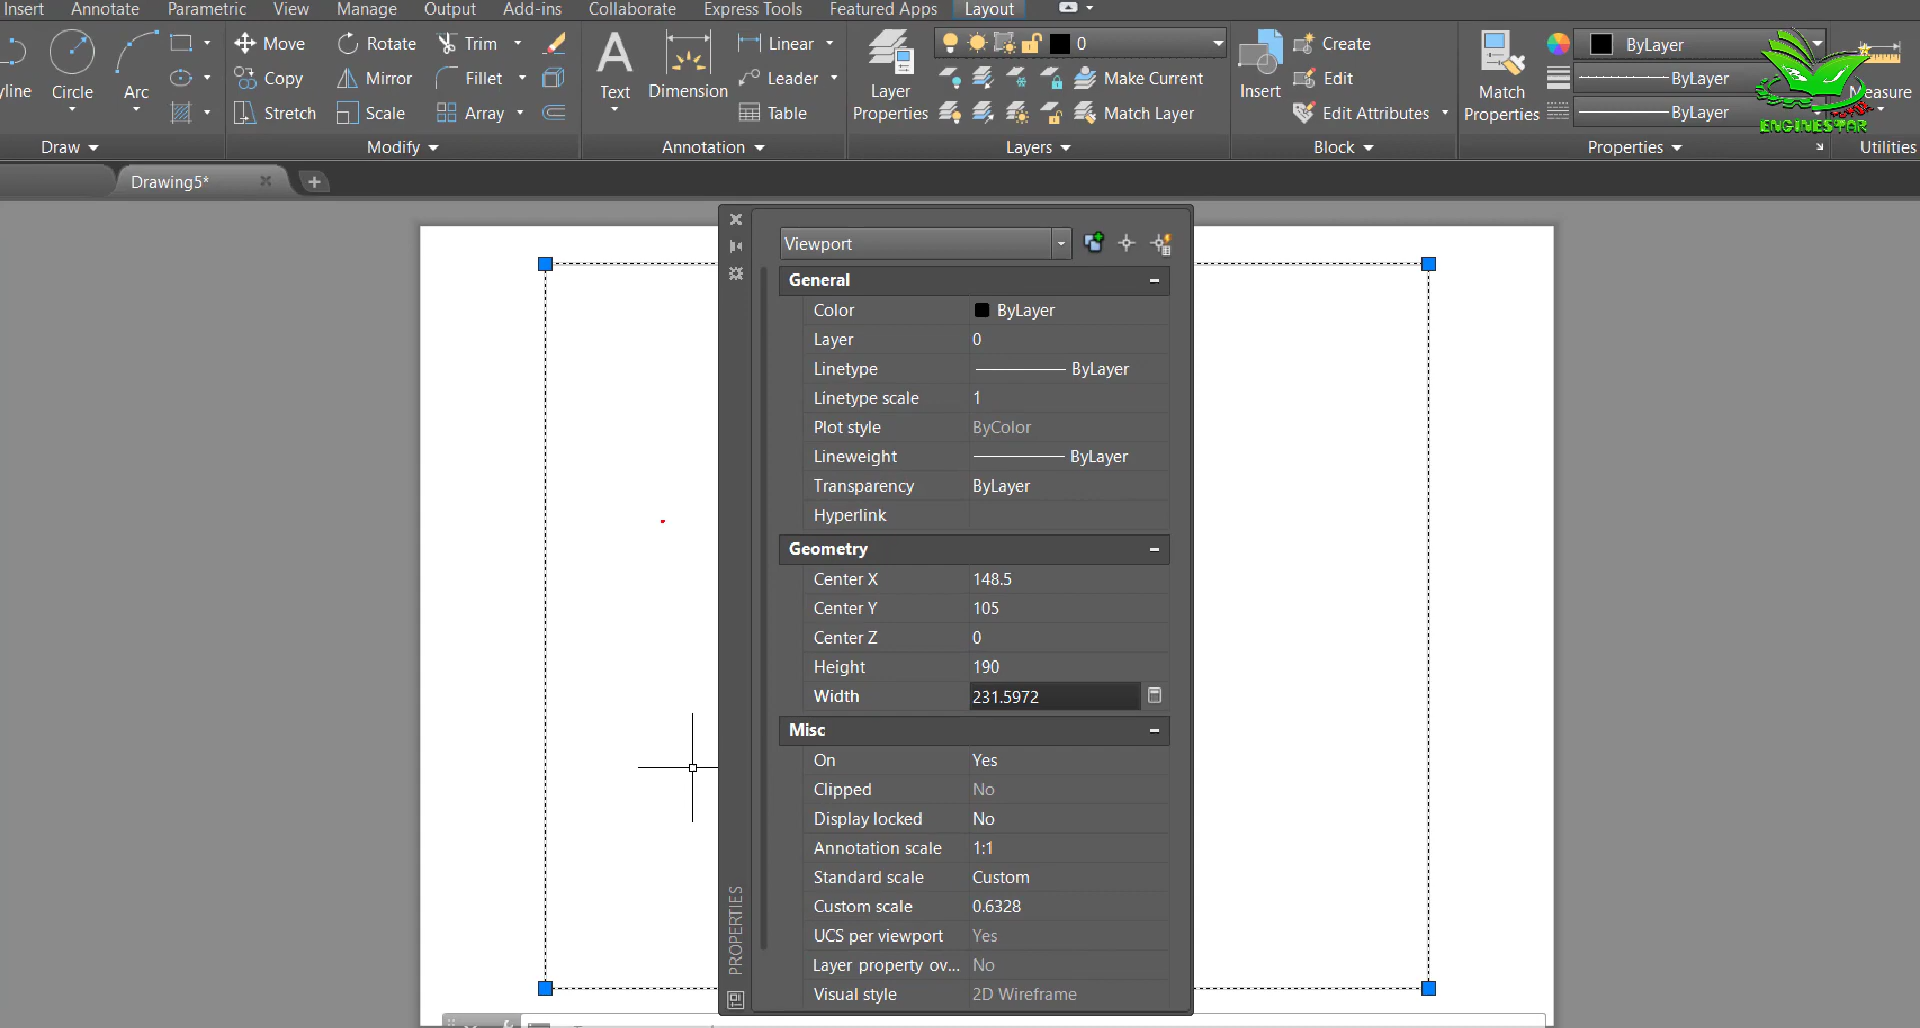 Insert Annotate Parametric View Manage Output Add-ins Collaborate Express Tools Featured Apps Layout
Move Rotate Trim Linear 0 Create ByLayer
Copy Mirror Fillet Leader Make Current Edit ByLayer
yline Circle Arc Text Dimension Layer Properties Insert Match Properties Measure
Stretch Scale Array Table Match Layer Edit Attributes ByLayer
ENGINESTAR
Draw Modify Annotation Layers Block Properties Utilities
Drawing5*
Viewport
General
Color ByLayer
Layer 0
Linetype ByLayer
Linetype scale 1
Plot style ByColor
Lineweight ByLayer
Transparency ByLayer
Hyperlink
Geometry
Center X 148.5
Center Y 105
Center Z 0
Height 190
Width 231.5972
Misc
On Yes
Clipped No
Display locked No
Annotation scale 1:1
Standard scale Custom
Custom scale 0.6328
UCS per viewport Yes
Layer property ov... No
Visual style 2D Wireframe
PROPERTIES